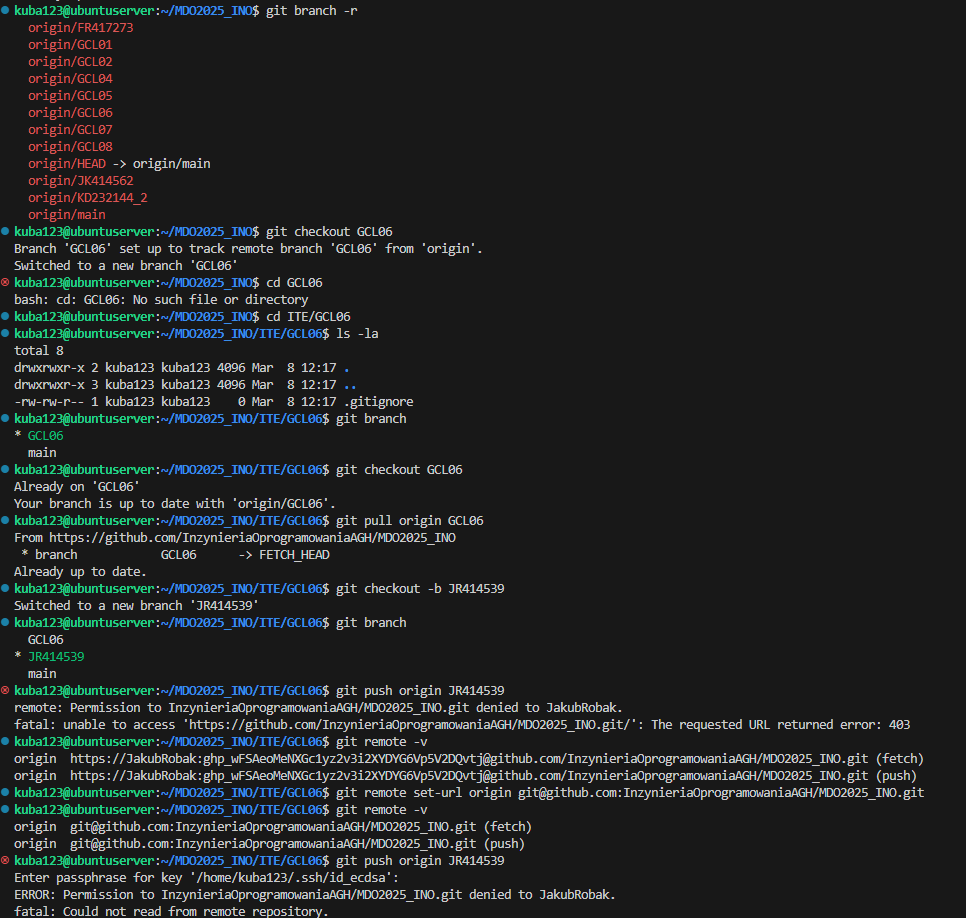 kuba123@ubuntuserver:~/MDO2025_INO$ git branch -r
origin/FR417273
origin/GCL01
origin/GCL02
origin/GCL04
origin/GCL05
origin/GCL06
origin/GCL07
origin/GCL08
origin/HEAD -> origin/main
origin/JK414562
origin/KD232144_2
origin/main
kuba123@ubuntuserver:~/MDO2025_INO$ git checkout GCL06
Branch 'GCL06' set up to track remote branch 'GCL06' from 'origin'.
Switched to a new branch 'GCL06'
kuba123@ubuntuserver:~/MDO2025_INO$ cd GCL06
bash: cd: GCL06: No such file or directory
kuba123@ubuntuserver:~/MDO2025_INO$ cd ITE/GCL06
kuba123@ubuntuserver:~/MDO2025_INO/ITE/GCL06$ ls -la
total 8
drwxrwxr-x 2 kuba123 kuba123 4096 Mar  8 12:17 .
drwxrwxr-x 3 kuba123 kuba123 4096 Mar  8 12:17 ..
-rw-rw-r-- 1 kuba123 kuba123    0 Mar  8 12:17 .gitignore
kuba123@ubuntuserver:~/MDO2025_INO/ITE/GCL06$ git branch
* GCL06
main
kuba123@ubuntuserver:~/MDO2025_INO/ITE/GCL06$ git checkout GCL06
Already on 'GCL06'
Your branch is up to date with 'origin/GCL06'.
kuba123@ubuntuserver:~/MDO2025_INO/ITE/GCL06$ git pull origin GCL06
From https://github.com/InzynieriaOprogramowaniaAGH/MDO2025_INO
* branch            GCL06      -> FETCH_HEAD
Already up to date.
kuba123@ubuntuserver:~/MDO2025_INO/ITE/GCL06$ git checkout -b JR414539
Switched to a new branch 'JR414539'
kuba123@ubuntuserver:~/MDO2025_INO/ITE/GCL06$ git branch
GCL06
* JR414539
main
kuba123@ubuntuserver:~/MDO2025_INO/ITE/GCL06$ git push origin JR414539
remote: Permission to InzynieriaOprogramowaniaAGH/MDO2025_INO.git denied to JakubRobak.
fatal: unable to access 'https://github.com/InzynieriaOprogramowaniaAGH/MDO2025_INO.git/': The requested URL returned error: 403
kuba123@ubuntuserver:~/MDO2025_INO/ITE/GCL06$ git remote -v
origin  https://JakubRobak:@github.com/InzynieriaOprogramowaniaAGH/MDO2025_INO.git (fetch)
origin  https://JakubRobak:@github.com/InzynieriaOprogramowaniaAGH/MDO2025_INO.git (push)
kuba123@ubuntuserver:~/MDO2025_INO/ITE/GCL06$ git remote set-url origin git@github.com:InzynieriaOprogramowaniaAGH/MDO2025_INO.git
kuba123@ubuntuserver:~/MDO2025_INO/ITE/GCL06$ git remote -v
origin  git@github.com:InzynieriaOprogramowaniaAGH/MDO2025_INO.git (fetch)
origin  git@github.com:InzynieriaOprogramowaniaAGH/MDO2025_INO.git (push)
kuba123@ubuntuserver:~/MDO2025_INO/ITE/GCL06$ git push origin JR414539
Enter passphrase for key '/home/kuba123/.ssh/id_ecdsa':
ERROR: Permission to InzynieriaOprogramowaniaAGH/MDO2025_INO.git denied to JakubRobak.
fatal: Could not read from remote repository.